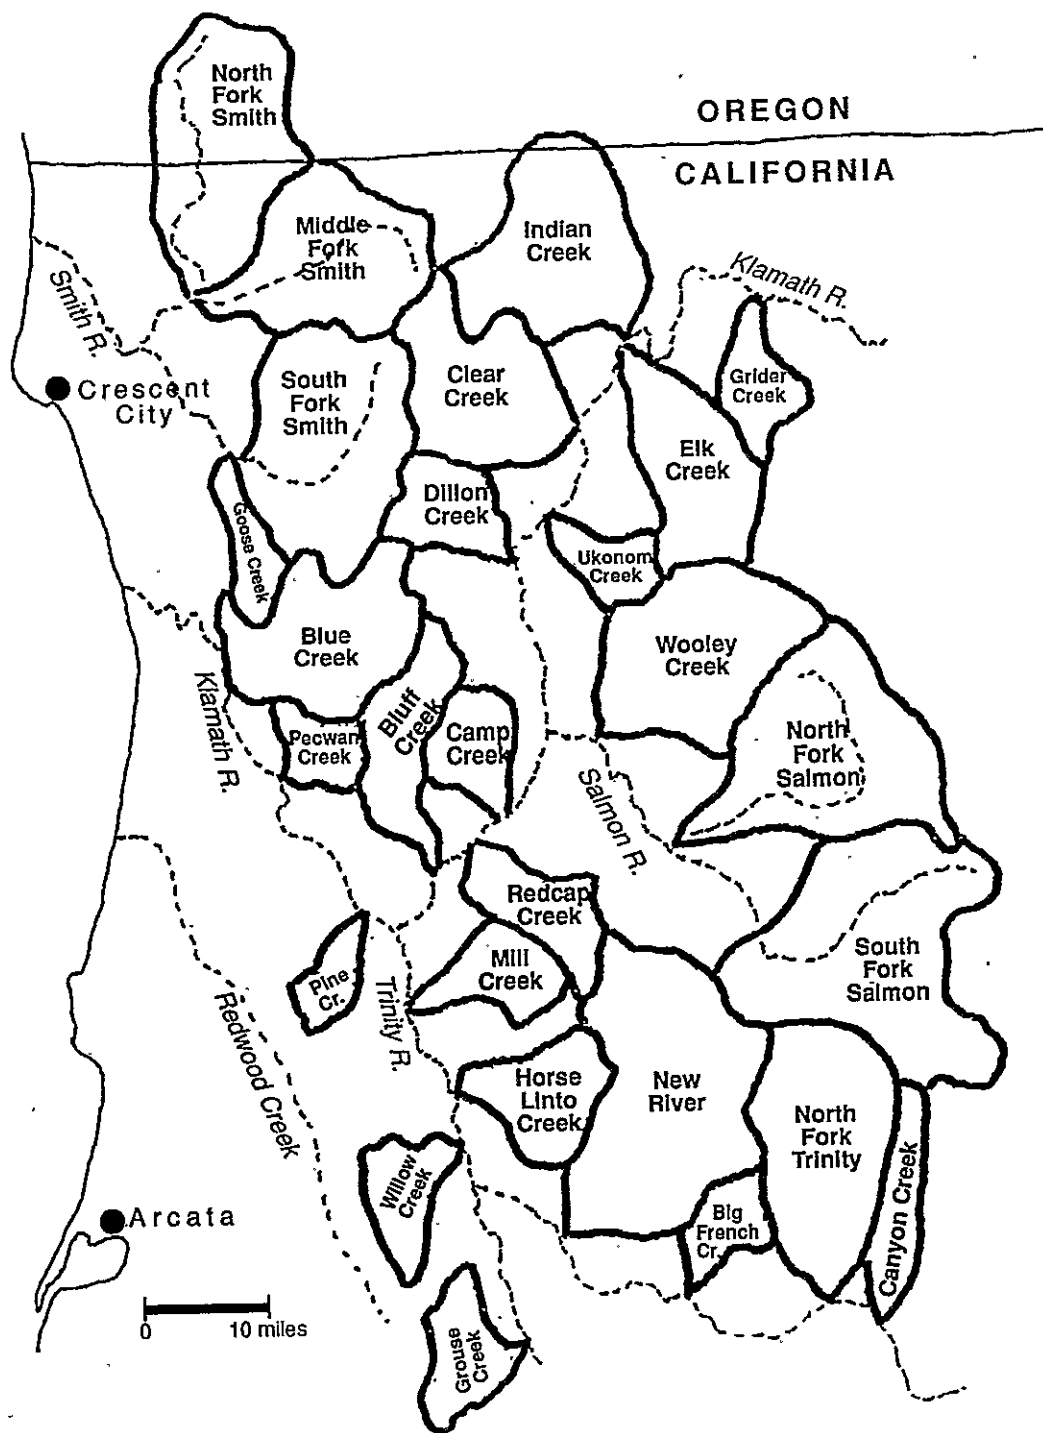 North
Fork
Smith
OREGON
CALIFORNIA
Middle
Fork
Smith
Indian
Creek
Klamath R.
Smith R.
Crescent
City
South
Fork
Smith
Clear
Creek
Grider
Creek
Elk
Creek
Dillon
Creek
Goose Creek
Ukonom
Creek
Blue
Creek
Wooley
Creek
Klamath R.
Pecwan
Creek
Bluff
Creek
Camp
Creek
North
Fork
Salmon
Salmon R.
Redcap
Creek
Mill
Creek
South
Fork
Salmon
Pine
Cr.
Trinity R.
Redwood Creek
Horse
Linto
Creek
New
River
North
Fork
Trinity
Willow
Creek
Big
French
Cr.
Canyon Creek
Arcata
0 10 miles
Grouse
Creek